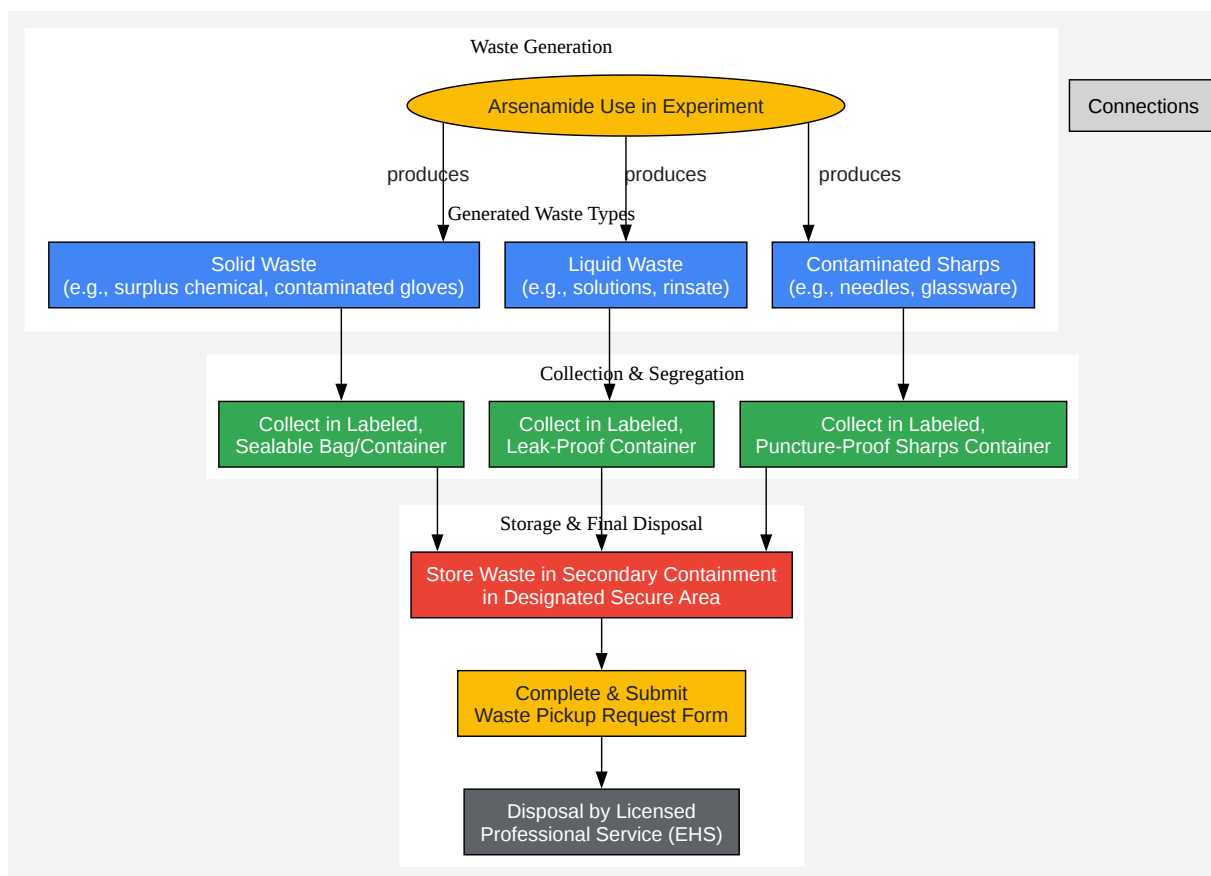 Waste Generation
Arsenamide Use in Experiment
Connections
produces
produces
produces
Generated Waste Types
Solid Waste
(e.g., surplus chemical, contaminated gloves)
Liquid Waste
(e.g., solutions, rinsate)
Contaminated Sharps
(e.g., needles, glassware)
Collection & Segregation
Collect in Labeled,
Sealable Bag/Container
Collect in Labeled,
Leak-Proof Container
Collect in Labeled,
Puncture-Proof Sharps Container
Storage & Final Disposal
Store Waste in Secondary Containment
in Designated Secure Area
Complete & Submit
Waste Pickup Request Form
Disposal by Licensed
Professional Service (EHS)